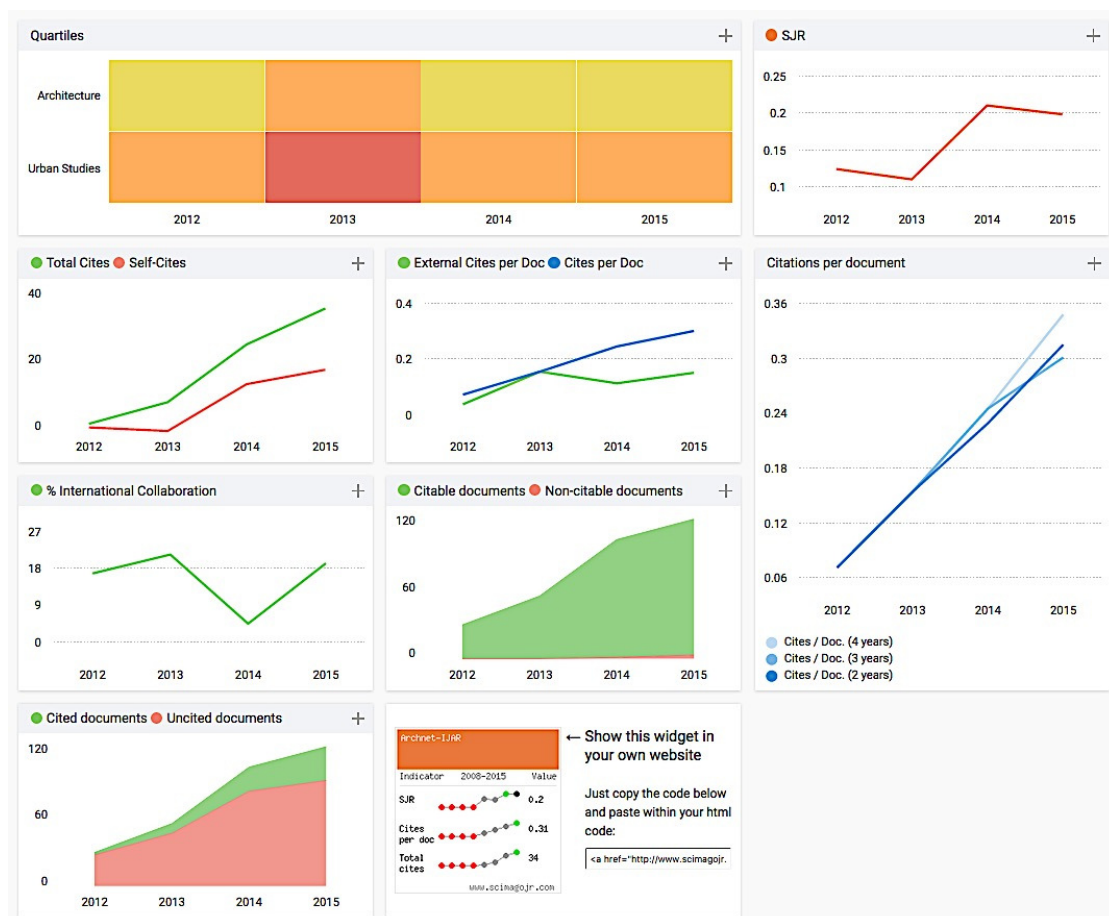 Quartiles
Architecture
Urban Studies
2012 2013 2014 2015
SJR
0.25
0.2
0.15
0.1
2012 2013 2014 2015
Total Cites Self-Cites
40
20
0
2012 2013 2014 2015
External Cites per Doc Cites per Doc
0.4
0.2
0
2012 2013 2014 2015
Citations per document
0.36
0.3
0.24
0.18
0.12
0.06
2012 2013 2014 2015
Cites / Doc. (4 years)
Cites / Doc. (3 years)
Cites / Doc. (2 years)
% International Collaboration
27
18
9
0
2012 2013 2014 2015
Citable documents Non-citable documents
120
60
0
2012 2013 2014 2015
Cited documents Uncited documents
120
60
0
2012 2013 2014 2015
Archnet-IJAR
Indicator 2008-2015 Value
SJR 0.2
Cites
per doc 0.31
Total
cites 34
www.scimagojr.com
← Show this widget in
your own website
Just copy the code below
and paste within your html
code:
<a href="http://www.scimagojr.